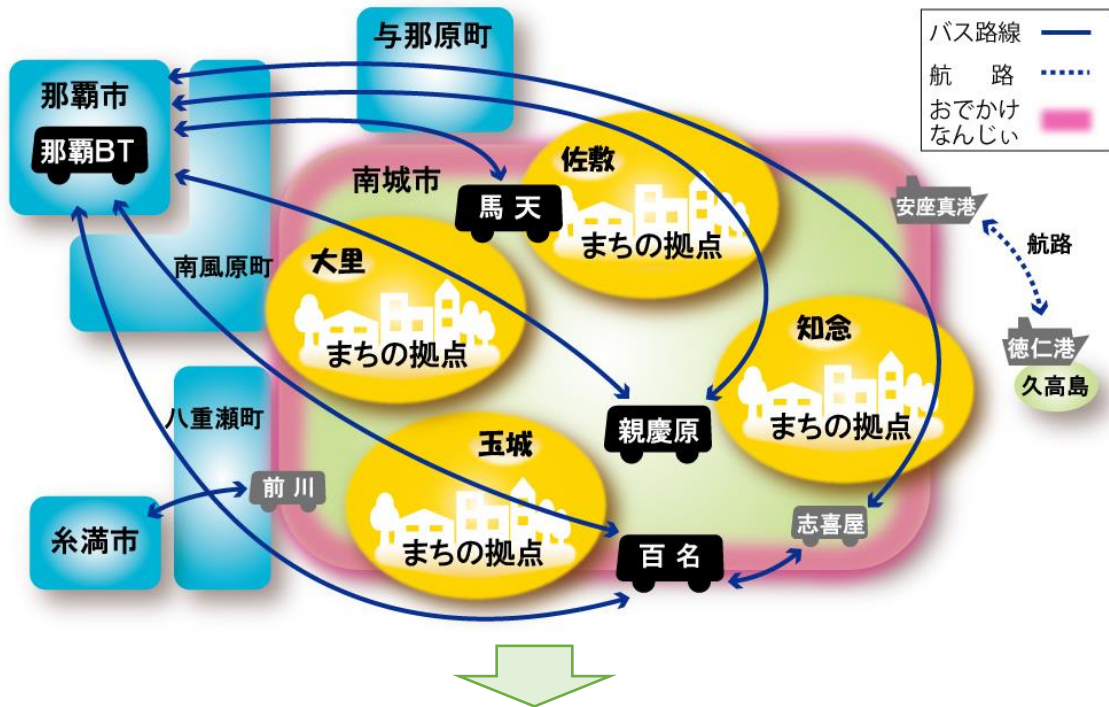 与那原町
バス路線
航　　路
おでかけ
なんじぃ
那覇市
那覇BT
南城市
佐敷
馬天
まちの拠点
安座真港
航路
南風原町
大里
まちの拠点
知念
まちの拠点
徳仁港
久高島
八重瀬町
親慶原
玉城
まちの拠点
前川
志喜屋
糸満市
百名